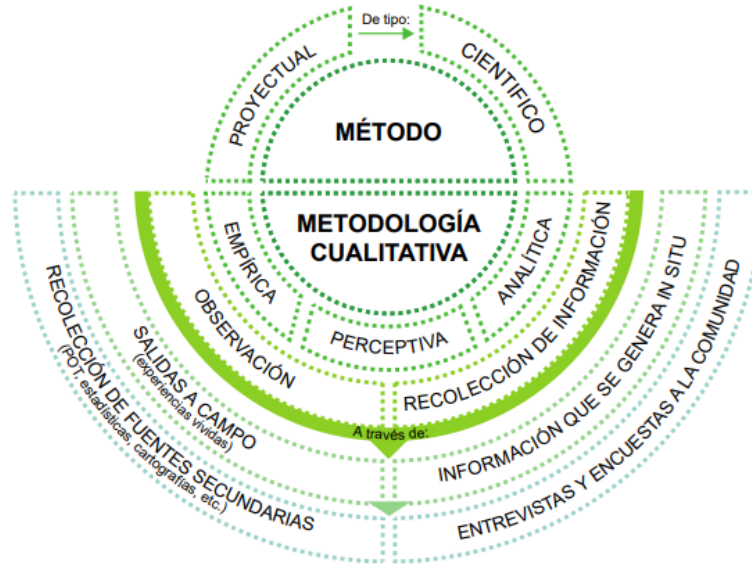 De tipo:
PROYECTUAL
CIENTIFICO
MÉTODO
METODOLOGÍA
CUALITATIVA
EMPÍRICA
PERCEPTIVA
ANALÍTICA
OBSERVACIÓN
RECOLECCIÓN DE INFORMACIÓN
A través de:
SALIDAS A CAMPO
(experiencias vividas)
INFORMACIÓN QUE SE GENERA IN SITU
RECOLECCIÓN DE FUENTES SECUNDARIAS
(POT, estadísticas, cartografías, etc.)
ENTREVISTAS Y ENCUESTAS A LA COMUNIDAD